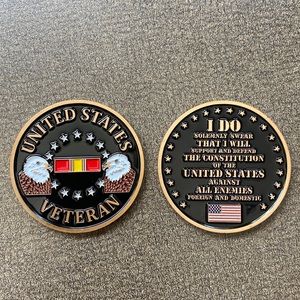 UNITED STATES
VETERAN
I DO
SOLEMNLY SWEAR
THAT I WILL
SUPPORT AND DEFEND
THE CONSTITUTION
OF THE
UNITED STATES
AGAINST
ALL ENEMIES
FOREIGN AND DOMESTIC